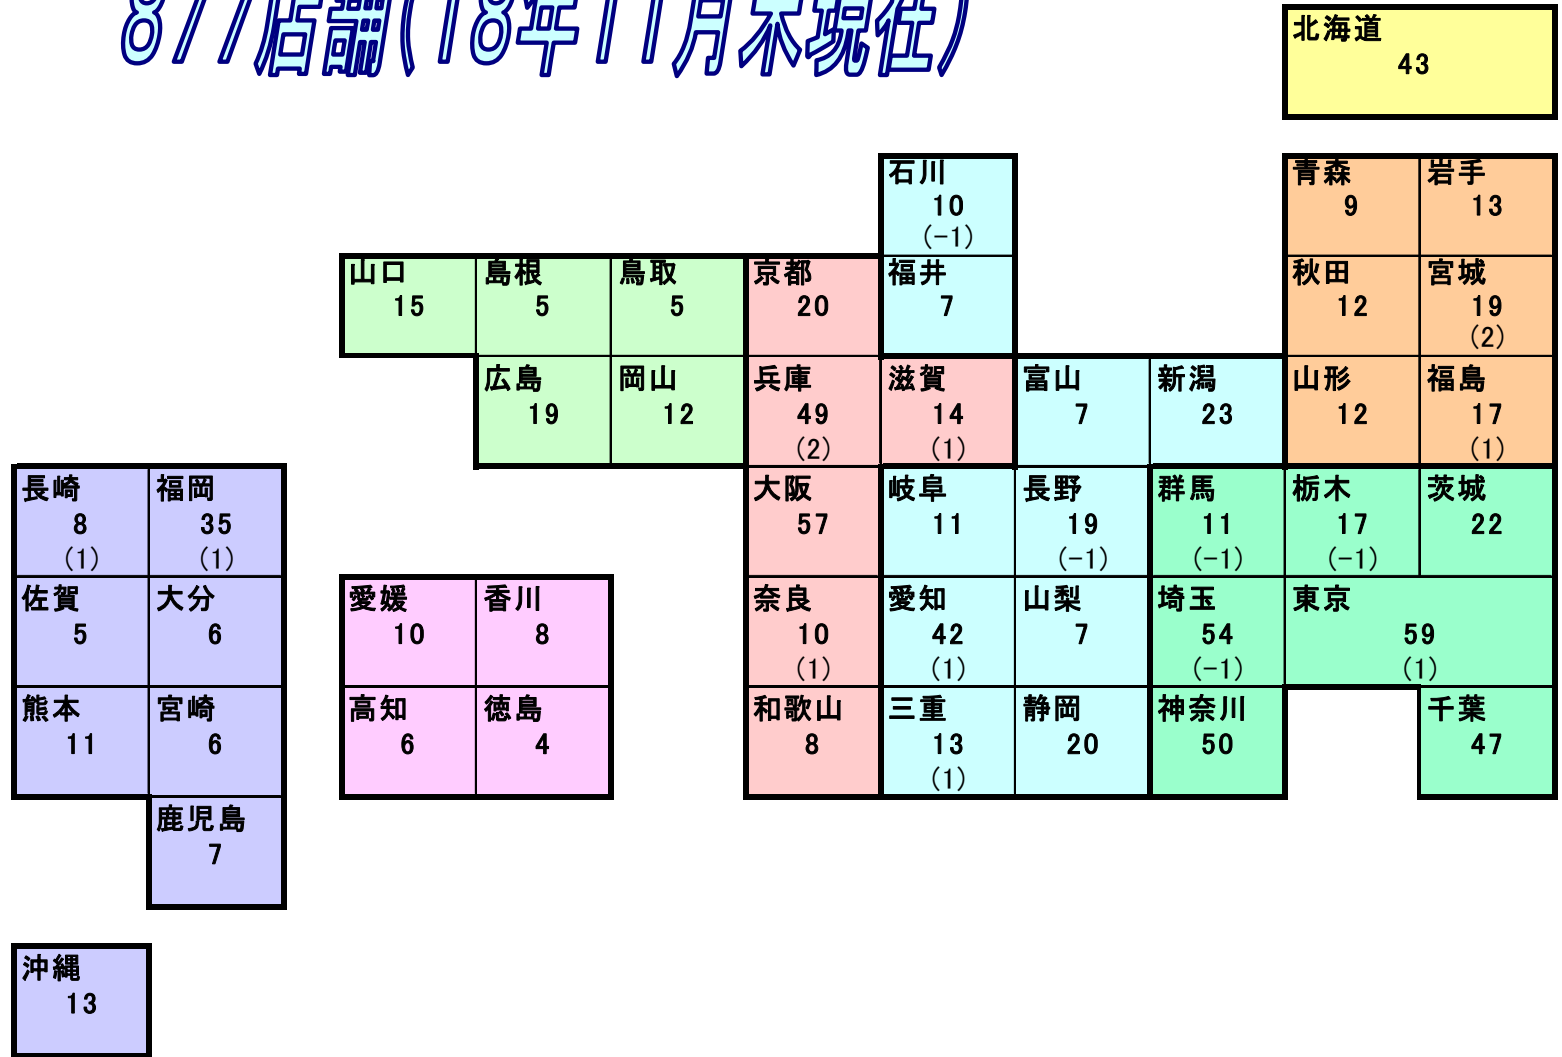 877店舗(18年11月末現在)
北海道
43
石川
10
(-1)
青森
9
岩手
13
山口
15
島根
5
鳥取
5
京都
20
福井
7
秋田
12
宮城
19
(2)
広島
19
岡山
12
兵庫
49
(2)
滋賀
14
(1)
富山
7
新潟
23
山形
12
福島
17
(1)
長崎
8
(1)
福岡
35
(1)
大阪
57
岐阜
11
長野
19
(-1)
群馬
11
(-1)
栃木
17
(-1)
茨城
22
佐賀
5
大分
6
愛媛
10
香川
8
奈良
10
(1)
愛知
42
(1)
山梨
7
埼玉
54
(-1)
東京
59
(1)
熊本
11
宮崎
6
高知
6
徳島
4
和歌山
8
三重
13
(1)
静岡
20
神奈川
50
千葉
47
鹿児島
7
沖縄
13